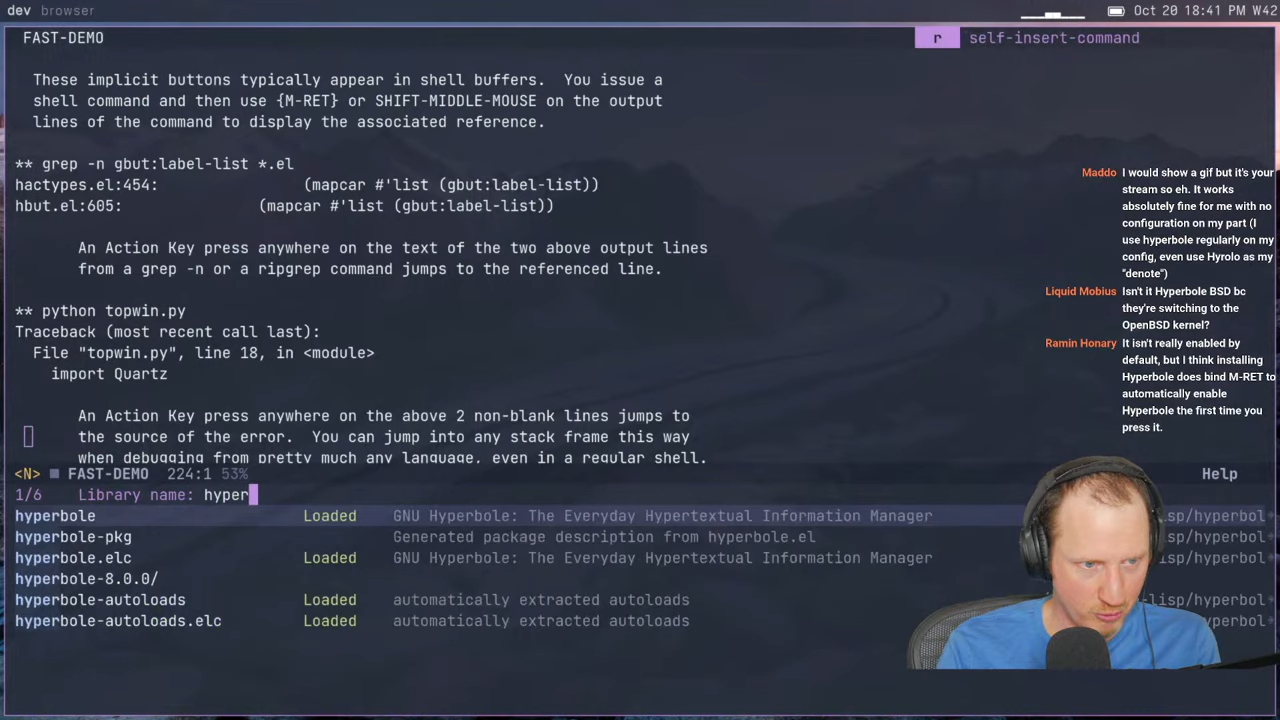 dev browser
Oct 20 18:41 PM W42
FAST-DEMO
r self-insert-command
These implicit buttons typically appear in shell buffers.  You issue a
shell command and then use {M-RET} or SHIFT-MIDDLE-MOUSE on the output
lines of the command to display the associated reference.
** grep -n gbut:label-list *.el
hactypes.el:454: (mapcar #'list (gbut:label-list))
hbut.el:605: (mapcar #'list (gbut:label-list))
An Action Key press anywhere on the text of the two above output lines
from a grep -n or a ripgrep command jumps to the referenced line.
** python topwin.py
Traceback (most recent call last):
File "topwin.py", line 18, in <module>
import Quartz
An Action Key press anywhere on the above 2 non-blank lines jumps to
the source of the error.  You can jump into any stack frame this way
when debugging from pretty much any language, even in a regular shell.
<N> FAST-DEMO 224:1 53% Help
1/6 Library name: hyper
hyperbole Loaded GNU Hyperbole: The Everyday Hypertextual Information Manager isp/hyperbol
hyperbole-pkg Generated package description from hyperbole.el isp/hyperbol
hyperbole.elc Loaded GNU Hyperbole: The Everyday Hypertextual Information Manager isp/hyperbol
hyperbole-8.0.0/
hyperbole-autoloads Loaded automatically extracted autoloads -lisp/hyperbol
hyperbole-autoloads.elc Loaded automatically extracted autoloads isp/hyperbol
Maddo I would show a gif but it's your
stream so eh. It works
absolutely fine for me with no
configuration on my part (I
use hyperbole regularly on my
config, even use Hyrolo as my
"denote")
Liquid Mobius Isn't it Hyperbole BSD bc
they're switching to the
OpenBSD kernel?
Ramin Honary It isn't really enabled by
default, but I think installing
Hyperbole does bind M-RET to
automatically enable
Hyperbole the first time you
press it.